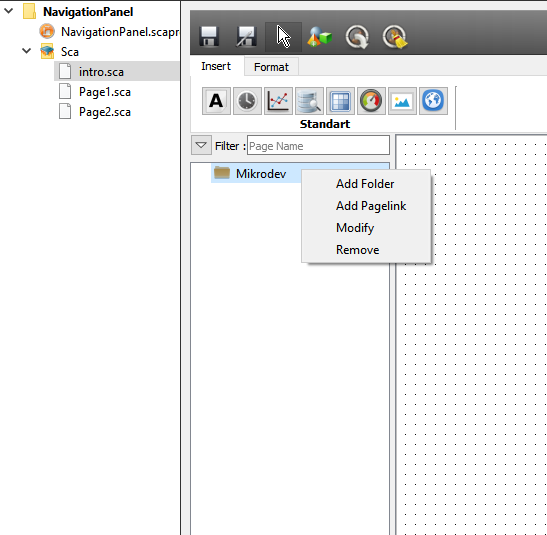 NavigationPanel
NavigationPanel.scapr
Sca
intro.sca
Page1.sca
Page2.sca
Insert
Format
A
Standart
Filter : Page Name
Mikrodev
Add Folder
Add Pagelink
Modify
Remove